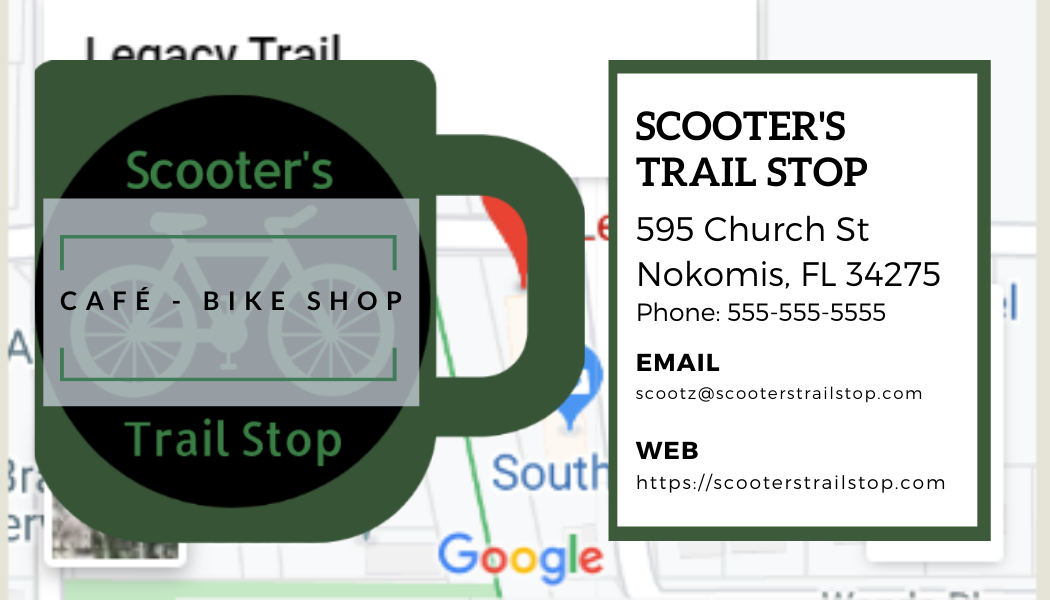 Legacy Trail
Scooter's
CAFÉ - BIKE SHOP
Trail Stop
South
Google
SCOOTER'S
TRAIL STOP
595 Church St
Nokomis, FL 34275
Phone: 555-555-5555
EMAIL
scootz@scooterstrailstop.com
WEB
https://scooterstrailstop.com